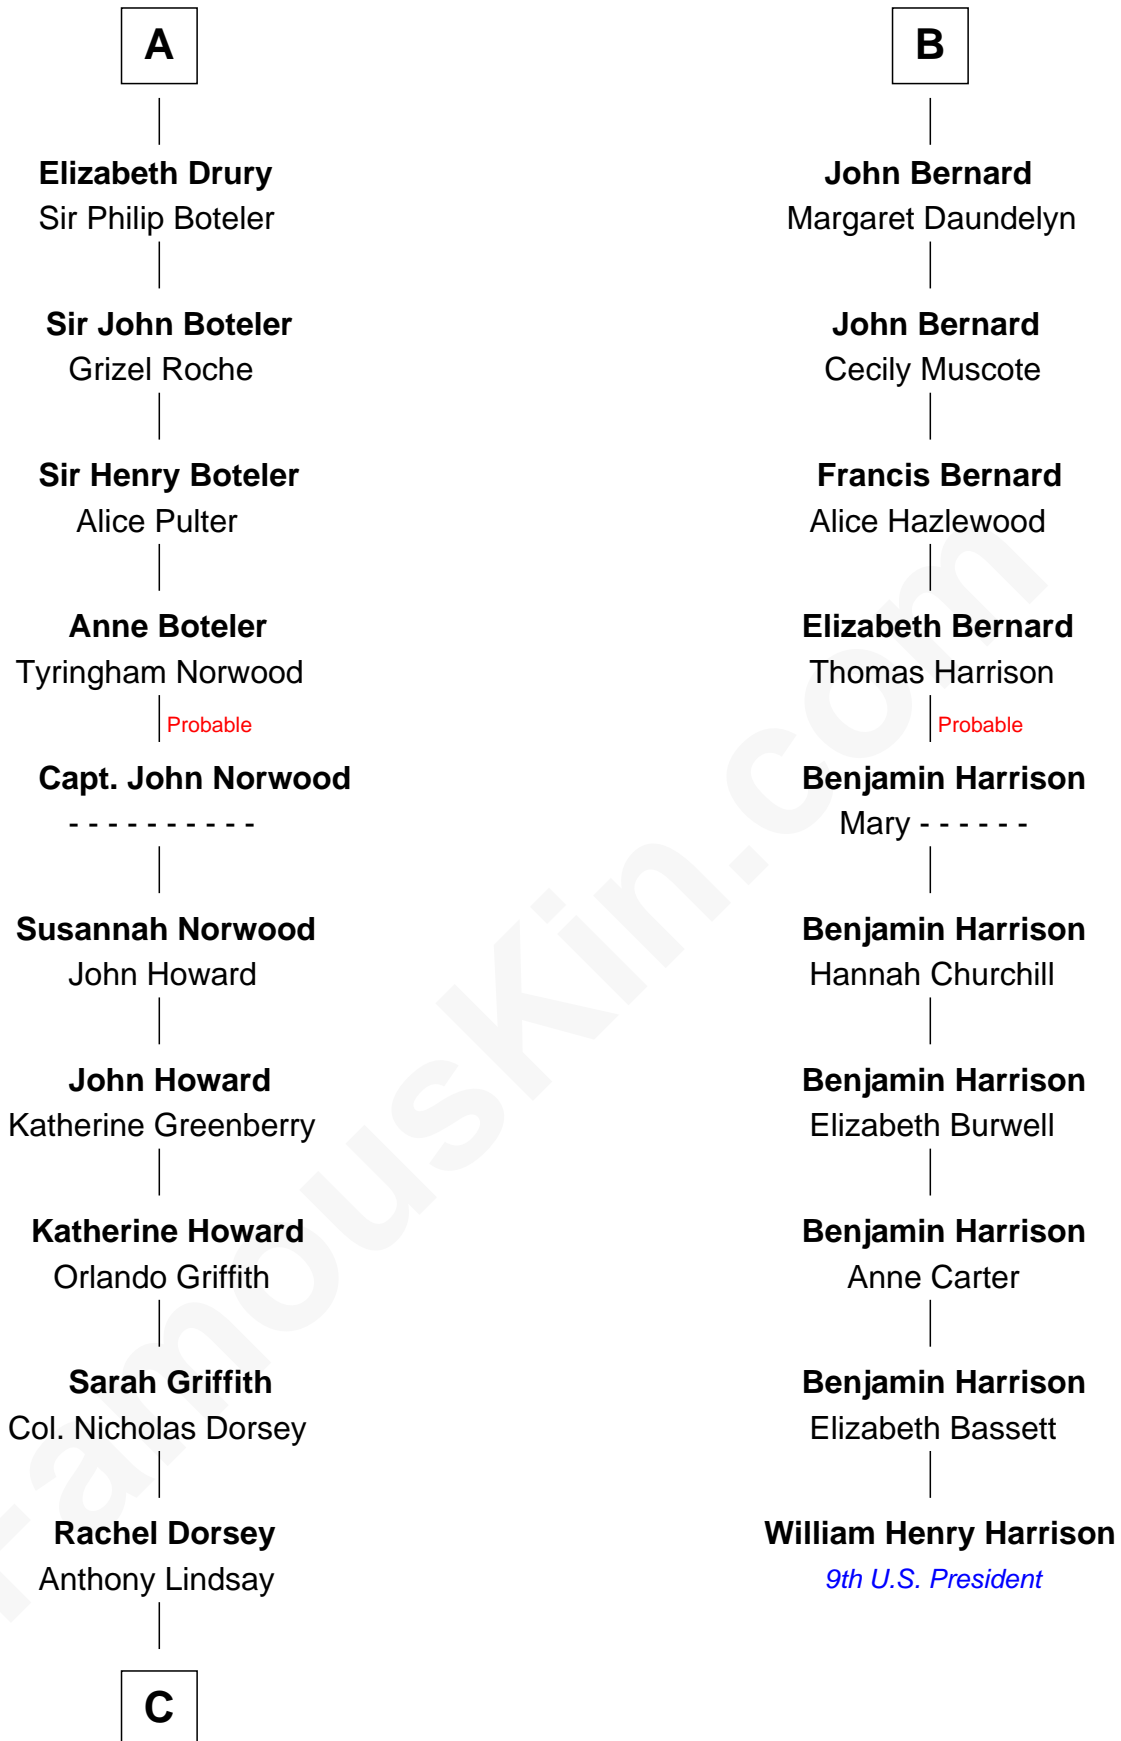 A
Elizabeth Drury
Sir Philip Boteler
Sir John Boteler
Grizel Roche
Sir Henry Boteler
Alice Pulter
Anne Boteler
Tyringham Norwood
Probable
Capt. John Norwood
- - - - - - - - - -
Susannah Norwood
John Howard
John Howard
Katherine Greenberry
Katherine Howard
Orlando Griffith
Sarah Griffith
Col. Nicholas Dorsey
Rachel Dorsey
Anthony Lindsay
C
B
John Bernard
Margaret Daundelyn
John Bernard
Cecily Muscote
Francis Bernard
Alice Hazlewood
Elizabeth Bernard
Thomas Harrison
Probable
Benjamin Harrison
Mary - - - - - -
Benjamin Harrison
Hannah Churchill
Benjamin Harrison
Elizabeth Burwell
Benjamin Harrison
Anne Carter
Benjamin Harrison
Elizabeth Bassett
William Henry Harrison
9th U.S. President
FamousKin.com